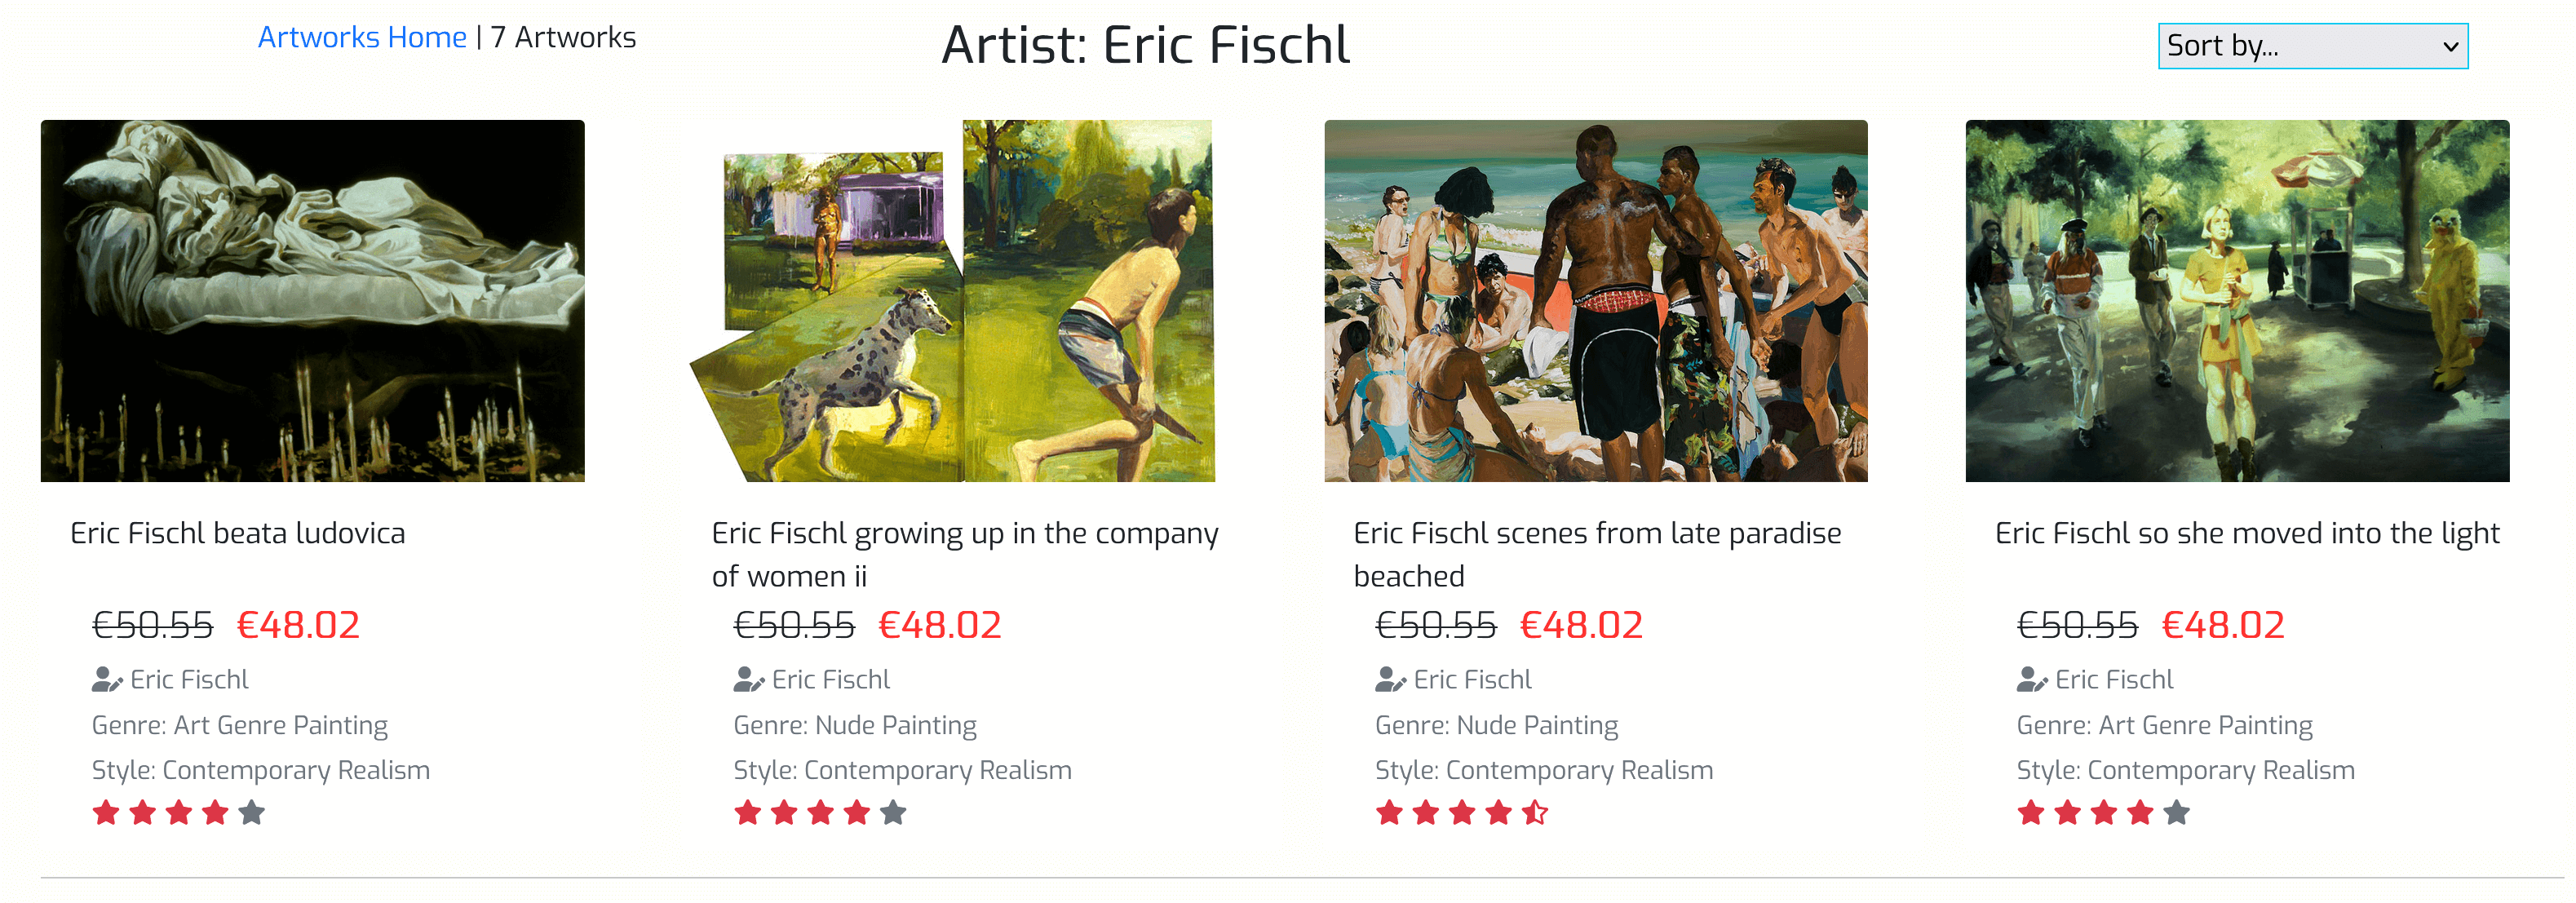 Artworks Home | 7 Artworks
Artist: Eric Fischl
Sort by...
Eric Fischl beata ludovica
€50.55 €48.02
Eric Fischl
Genre: Art Genre Painting
Style: Contemporary Realism
Eric Fischl growing up in the company
of women ii
€50.55 €48.02
Eric Fischl
Genre: Nude Painting
Style: Contemporary Realism
Eric Fischl scenes from late paradise
beached
€50.55 €48.02
Eric Fischl
Genre: Nude Painting
Style: Contemporary Realism
Eric Fischl so she moved into the light
€50.55 €48.02
Eric Fischl
Genre: Art Genre Painting
Style: Contemporary Realism